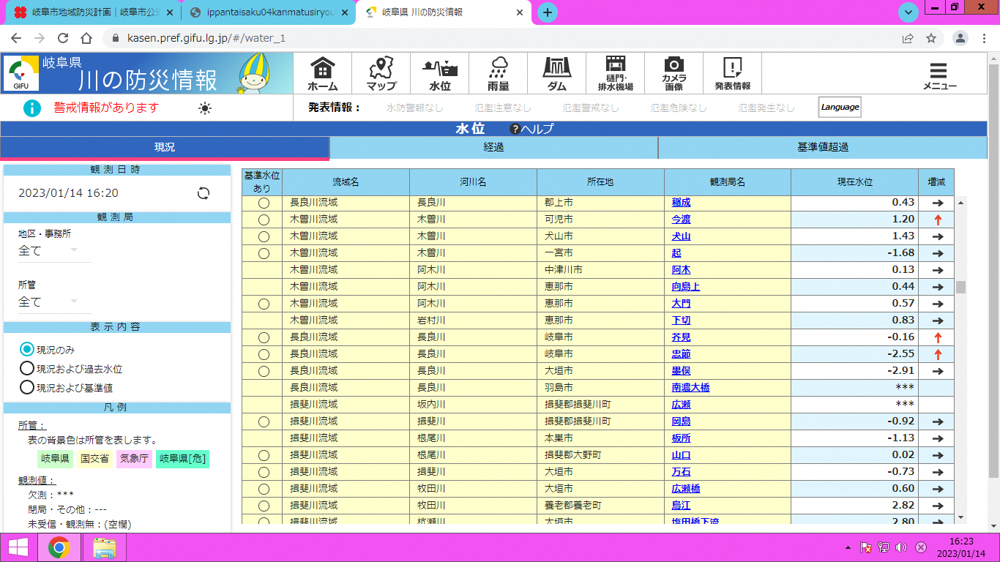 岐阜市地域防災計画｜岐阜市公式
ippantaisaku04kanmatusiryou
岐阜県 川の防災情報
kasen.pref.gifu.lg.jp/#/water_1
GIFU
岐阜県
川の防災情報
ホーム
マップ
水位
雨量
ダム
樋門・
排水機場
カメラ
画像
発表情報
メニュー
警戒情報があります
発表情報：
水防警報なし
氾濫注意なし
氾濫警戒なし
氾濫危険なし
氾濫発生なし
Language
水位 ?ヘルプ
現況
経過
基準値超過
観測日時
2023/01/14 16:20
観測局
地区・事務所
全て
所管
全て
表示内容
現況のみ
現況および過去水位
現況および基準値
凡例
所管：
表の背景色は所管を表します。
岐阜県 国交省 気象庁 岐阜県[危]
観測値：
欠測：***
閉局・その他：---
未受信・観測無：(空欄)
基準水位あり 流域名 河川名 所在地 観測局名 現在水位 増減
○ 長良川流域 長良川 郡上市 稲成 0.43 →
○ 木曽川流域 木曽川 可児市 今渡 1.20 ↑
○ 木曽川流域 木曽川 犬山市 犬山 1.43 →
○ 木曽川流域 木曽川 一宮市 起 -1.68 →
木曽川流域 阿木川 中津川市 阿木 0.13 →
木曽川流域 阿木川 恵那市 向島上 0.44 →
○ 木曽川流域 阿木川 恵那市 大門 0.57 →
木曽川流域 岩村川 恵那市 下切 0.83 →
○ 長良川流域 長良川 岐阜市 芥見 -0.16 ↑
○ 長良川流域 長良川 岐阜市 忠節 -2.55 ↑
○ 長良川流域 長良川 大垣市 墨俣 -2.91 →
長良川流域 長良川 羽島市 南濃大橋 ***
揖斐川流域 坂内川 揖斐郡揖斐川町 広瀬 ***
○ 揖斐川流域 揖斐川 揖斐郡揖斐川町 岡島 -0.92 →
揖斐川流域 根尾川 本巣市 板所 -1.13 →
○ 揖斐川流域 根尾川 揖斐郡大野町 山口 0.02 →
○ 揖斐川流域 揖斐川 大垣市 万石 -0.73 →
○ 揖斐川流域 牧田川 大垣市 広瀬橋 0.60 →
○ 揖斐川流域 牧田川 養老郡養老町 烏江 2.82 →
○ 揖斐川流域 杭瀬川 大垣市 塩田橋下流 2.80 →
16:23
2023/01/14